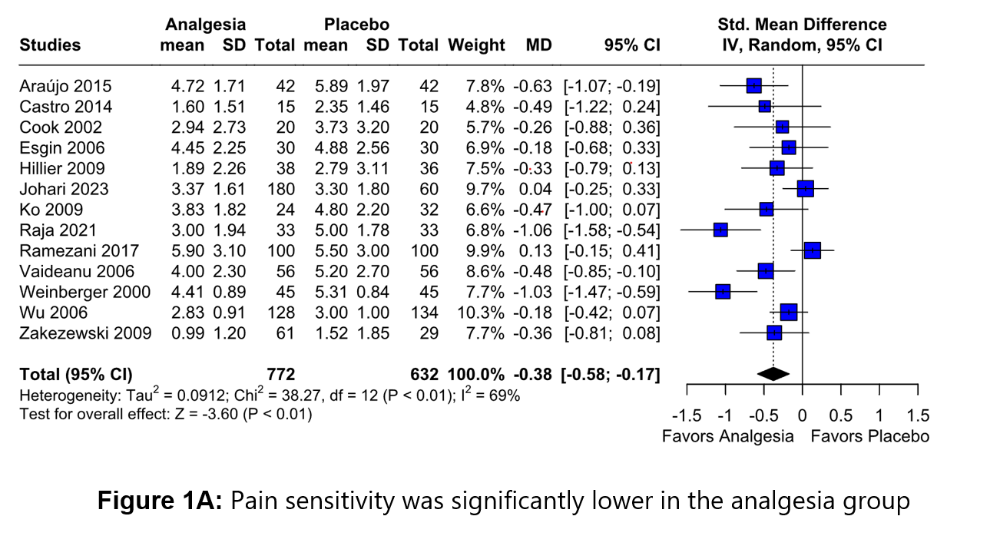 Analgesia Placebo Std. Mean Difference
Studies mean SD Total mean SD Total Weight MD 95% CI IV, Random, 95% CI
Araújo 2015 4.72 1.71 42 5.89 1.97 42 7.8% -0.63 [-1.07; -0.19]
Castro 2014 1.60 1.51 15 2.35 1.46 15 4.8% -0.49 [-1.22; 0.24]
Cook 2002 2.94 2.73 20 3.73 3.20 20 5.7% -0.26 [-0.88; 0.36]
Esgin 2006 4.45 2.25 30 4.88 2.56 30 6.9% -0.18 [-0.68; 0.33]
Hillier 2009 1.89 2.26 38 2.79 3.11 36 7.5% -0.33 [-0.79; 0.13]
Johari 2023 3.37 1.61 180 3.30 1.80 60 9.7% 0.04 [-0.25; 0.33]
Ko 2009 3.83 1.82 24 4.80 2.20 32 6.6% -0.47 [-1.00; 0.07]
Raja 2021 3.00 1.94 33 5.00 1.78 33 6.8% -1.06 [-1.58; -0.54]
Ramezani 2017 5.90 3.10 100 5.50 3.00 100 9.9% 0.13 [-0.15; 0.41]
Vaideanu 2006 4.00 2.30 56 5.20 2.70 56 8.6% -0.48 [-0.85; -0.10]
Weinberger 2000 4.41 0.89 45 5.31 0.84 45 7.7% -1.03 [-1.47; -0.59]
Wu 2006 2.83 0.91 128 3.00 1.00 134 10.3% -0.18 [-0.42; 0.07]
Zakezewski 2009 0.99 1.20 61 1.52 1.85 29 7.7% -0.36 [-0.81; 0.08]
Total (95% CI) 772 632 100.0% -0.38 [-0.58; -0.17]
Heterogeneity: Tau² = 0.0912; Chi² = 38.27, df = 12 (P < 0.01); I² = 69%
Test for overall effect: Z = -3.60 (P < 0.01)
-1.5 -1 -0.5 0 0.5 1 1.5
Favors Analgesia Favors Placebo
Figure 1A: Pain sensitivity was significantly lower in the analgesia group